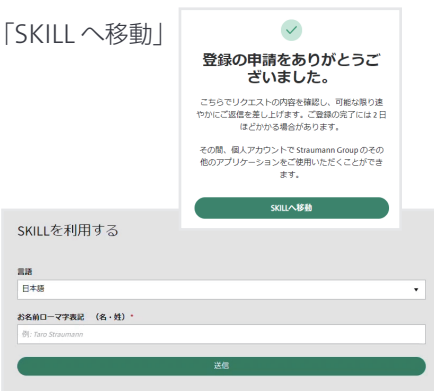 「SKILL へ移動」
登録の申請をありがとうご
ざいました。
こちらでリクエストの内容を確認し、可能な限り速
やかにご返信を差し上げます。ご登録の完了には2日
ほどかかる場合があります。
その間、個人アカウントで Straumann Group のその
他のアプリケーションをご使用いただくことができ
ます。
SKILLへ移動
SKILLを利用する
言語
日本語
お名前ローマ字表記 （名・姓）*
例: Taro Straumann
送信